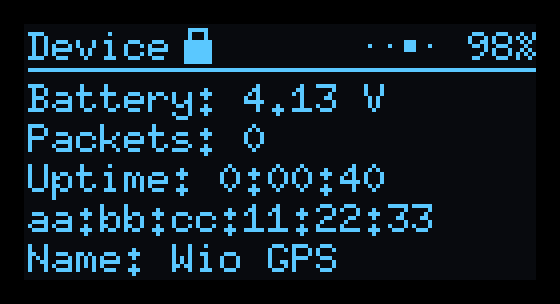 Device 98%
Battery: 4.13 V
Packets: 0
Uptime: 0:00:40
aa:bb:cc:11:22:33
Name: Wio GPS